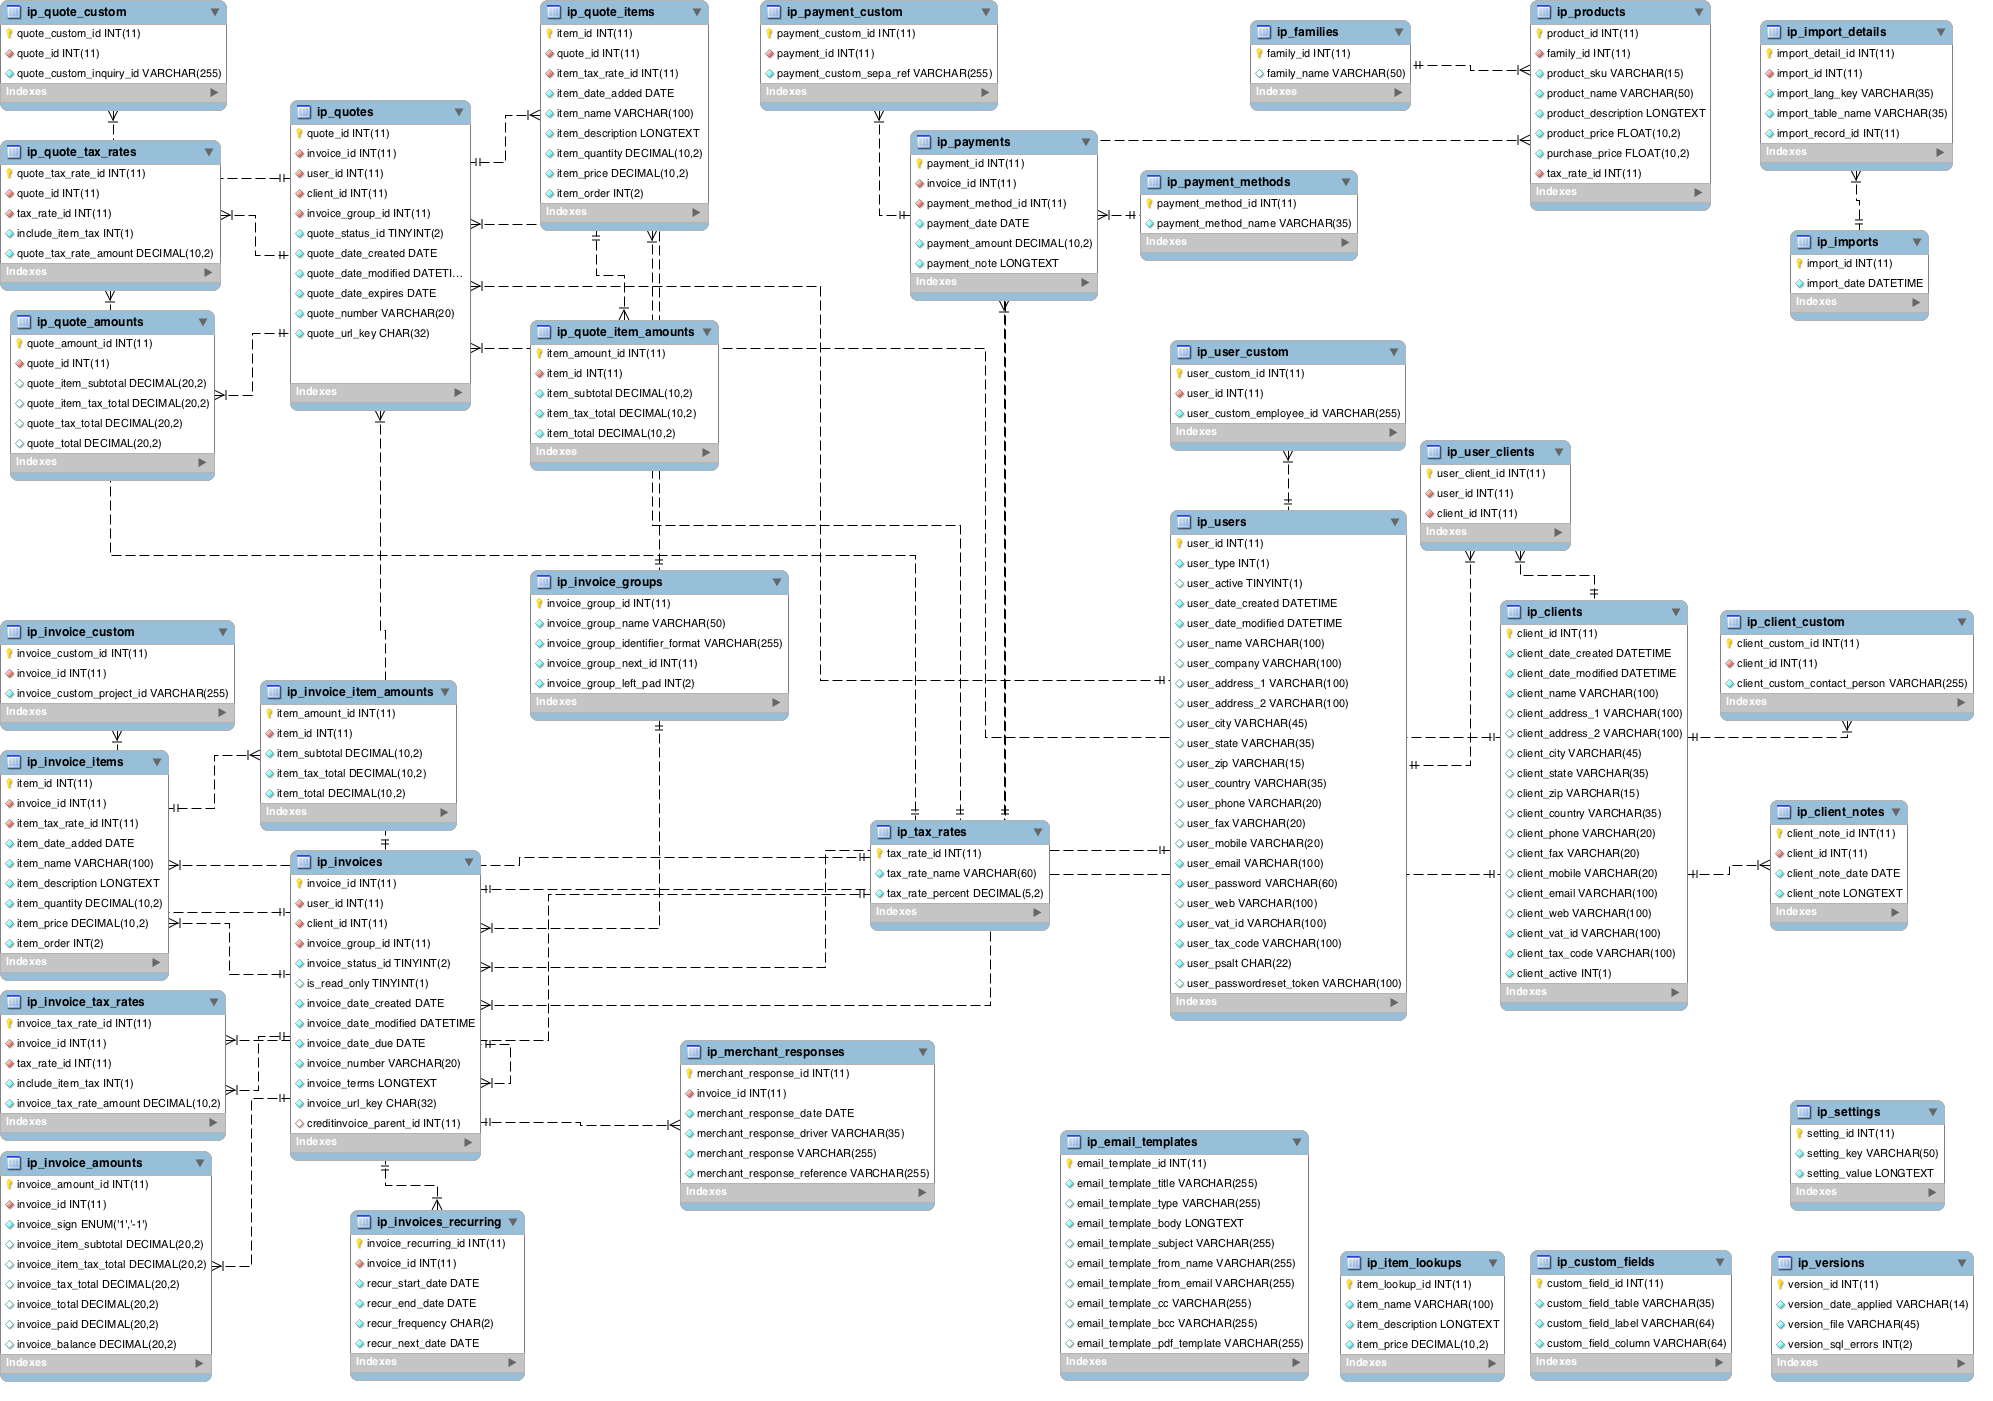 ip_quote_custom
quote_custom_id INT(11)
quote_id INT(11)
quote_custom_inquiry_id VARCHAR(255)
Indexes
ip_quote_tax_rates
quote_tax_rate_id INT(11)
quote_id INT(11)
tax_rate_id INT(11)
include_item_tax INT(1)
quote_tax_rate_amount DECIMAL(10,2)
Indexes
ip_quote_amounts
quote_amount_id INT(11)
quote_id INT(11)
quote_item_subtotal DECIMAL(20,2)
quote_item_tax_total DECIMAL(20,2)
quote_tax_total DECIMAL(20,2)
quote_total DECIMAL(20,2)
Indexes
ip_quotes
quote_id INT(11)
invoice_id INT(11)
user_id INT(11)
client_id INT(11)
invoice_group_id INT(11)
quote_status_id TINYINT(2)
quote_date_created DATE
quote_date_modified DATETI...
quote_date_expires DATE
quote_number VARCHAR(20)
quote_url_key CHAR(32)
Indexes
ip_quote_items
item_id INT(11)
quote_id INT(11)
item_tax_rate_id INT(11)
item_date_added DATE
item_name VARCHAR(100)
item_description LONGTEXT
item_quantity DECIMAL(10,2)
item_price DECIMAL(10,2)
item_order INT(2)
Indexes
ip_quote_item_amounts
item_amount_id INT(11)
item_id INT(11)
item_subtotal DECIMAL(10,2)
item_tax_total DECIMAL(10,2)
item_total DECIMAL(10,2)
Indexes
ip_payment_custom
payment_custom_id INT(11)
payment_id INT(11)
payment_custom_sepa_ref VARCHAR(255)
Indexes
ip_payments
payment_id INT(11)
invoice_id INT(11)
payment_method_id INT(11)
payment_date DATE
payment_amount DECIMAL(10,2)
payment_note LONGTEXT
Indexes
ip_payment_methods
payment_method_id INT(11)
payment_method_name VARCHAR(35)
Indexes
ip_families
family_id INT(11)
family_name VARCHAR(50)
Indexes
ip_products
product_id INT(11)
family_id INT(11)
product_sku VARCHAR(15)
product_name VARCHAR(50)
product_description LONGTEXT
product_price FLOAT(10,2)
purchase_price FLOAT(10,2)
tax_rate_id INT(11)
Indexes
ip_import_details
import_detail_id INT(11)
import_id INT(11)
import_lang_key VARCHAR(35)
import_table_name VARCHAR(35)
import_record_id INT(11)
Indexes
ip_imports
import_id INT(11)
import_date DATETIME
Indexes
ip_user_custom
user_custom_id INT(11)
user_id INT(11)
user_custom_employee_id VARCHAR(255)
Indexes
ip_user_clients
user_client_id INT(11)
user_id INT(11)
client_id INT(11)
Indexes
ip_users
user_id INT(11)
user_type INT(1)
user_active TINYINT(1)
user_date_created DATETIME
user_date_modified DATETIME
user_name VARCHAR(100)
user_company VARCHAR(100)
user_address_1 VARCHAR(100)
user_address_2 VARCHAR(100)
user_city VARCHAR(45)
user_state VARCHAR(35)
user_zip VARCHAR(15)
user_country VARCHAR(35)
user_phone VARCHAR(20)
user_fax VARCHAR(20)
user_mobile VARCHAR(20)
user_email VARCHAR(100)
user_password VARCHAR(60)
user_web VARCHAR(100)
user_vat_id VARCHAR(100)
user_tax_code VARCHAR(100)
user_psalt CHAR(22)
user_passwordreset_token VARCHAR(100)
Indexes
ip_clients
client_id INT(11)
client_date_created DATETIME
client_date_modified DATETIME
client_name VARCHAR(100)
client_address_1 VARCHAR(100)
client_address_2 VARCHAR(100)
client_city VARCHAR(45)
client_state VARCHAR(35)
client_zip VARCHAR(15)
client_country VARCHAR(35)
client_phone VARCHAR(20)
client_fax VARCHAR(20)
client_mobile VARCHAR(20)
client_email VARCHAR(100)
client_web VARCHAR(100)
client_vat_id VARCHAR(100)
client_tax_code VARCHAR(100)
client_active INT(1)
Indexes
ip_client_custom
client_custom_id INT(11)
client_id INT(11)
client_custom_contact_person VARCHAR(255)
Indexes
ip_client_notes
client_note_id INT(11)
client_id INT(11)
client_note_date DATE
client_note LONGTEXT
Indexes
ip_invoice_groups
invoice_group_id INT(11)
invoice_group_name VARCHAR(50)
invoice_group_identifier_format VARCHAR(255)
invoice_group_next_id INT(11)
invoice_group_left_pad INT(2)
Indexes
ip_invoice_custom
invoice_custom_id INT(11)
invoice_id INT(11)
invoice_custom_project_id VARCHAR(255)
Indexes
ip_invoice_item_amounts
item_amount_id INT(11)
item_id INT(11)
item_subtotal DECIMAL(10,2)
item_tax_total DECIMAL(10,2)
item_total DECIMAL(10,2)
Indexes
ip_invoice_items
item_id INT(11)
invoice_id INT(11)
item_tax_rate_id INT(11)
item_date_added DATE
item_name VARCHAR(100)
item_description LONGTEXT
item_quantity DECIMAL(10,2)
item_price DECIMAL(10,2)
item_order INT(2)
Indexes
ip_invoices
invoice_id INT(11)
user_id INT(11)
client_id INT(11)
invoice_group_id INT(11)
invoice_status_id TINYINT(2)
is_read_only TINYINT(1)
invoice_date_created DATE
invoice_date_modified DATETIME
invoice_date_due DATE
invoice_number VARCHAR(20)
invoice_terms LONGTEXT
invoice_url_key CHAR(32)
creditinvoice_parent_id INT(11)
Indexes
ip_tax_rates
tax_rate_id INT(11)
tax_rate_name VARCHAR(60)
tax_rate_percent DECIMAL(5,2)
Indexes
ip_invoice_tax_rates
invoice_tax_rate_id INT(11)
invoice_id INT(11)
tax_rate_id INT(11)
include_item_tax INT(1)
invoice_tax_rate_amount DECIMAL(10,2)
Indexes
ip_invoice_amounts
invoice_amount_id INT(11)
invoice_id INT(11)
invoice_sign ENUM('1','-1')
invoice_item_subtotal DECIMAL(20,2)
invoice_item_tax_total DECIMAL(20,2)
invoice_tax_total DECIMAL(20,2)
invoice_total DECIMAL(20,2)
invoice_paid DECIMAL(20,2)
invoice_balance DECIMAL(20,2)
Indexes
ip_invoices_recurring
invoice_recurring_id INT(11)
invoice_id INT(11)
recur_start_date DATE
recur_end_date DATE
recur_frequency CHAR(2)
recur_next_date DATE
Indexes
ip_merchant_responses
merchant_response_id INT(11)
invoice_id INT(11)
merchant_response_date DATE
merchant_response_driver VARCHAR(35)
merchant_response VARCHAR(255)
merchant_response_reference VARCHAR(255)
Indexes
ip_email_templates
email_template_id INT(11)
email_template_title VARCHAR(255)
email_template_type VARCHAR(255)
email_template_body LONGTEXT
email_template_subject VARCHAR(255)
email_template_from_name VARCHAR(255)
email_template_from_email VARCHAR(255)
email_template_cc VARCHAR(255)
email_template_bcc VARCHAR(255)
email_template_pdf_template VARCHAR(255)
Indexes
ip_item_lookups
item_lookup_id INT(11)
item_name VARCHAR(100)
item_description LONGTEXT
item_price DECIMAL(10,2)
Indexes
ip_custom_fields
custom_field_id INT(11)
custom_field_table VARCHAR(35)
custom_field_label VARCHAR(64)
custom_field_column VARCHAR(64)
Indexes
ip_settings
setting_id INT(11)
setting_key VARCHAR(50)
setting_value LONGTEXT
Indexes
ip_versions
version_id INT(11)
version_date_applied VARCHAR(14)
version_file VARCHAR(45)
version_sql_errors INT(2)
Indexes